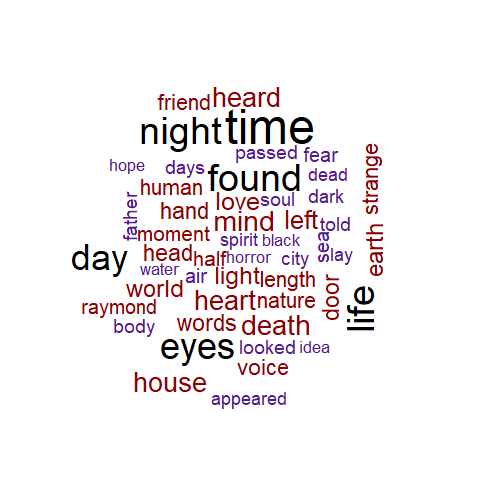 friend heard
night time
passed fear
hope days found dead strange
human love soul dark
father hand mind left told
moment spirit black sea earth
head half horror city slay
water air light length
world heart nature door life
raymond
body words death
eyes looked idea
voice
house
appeared
day